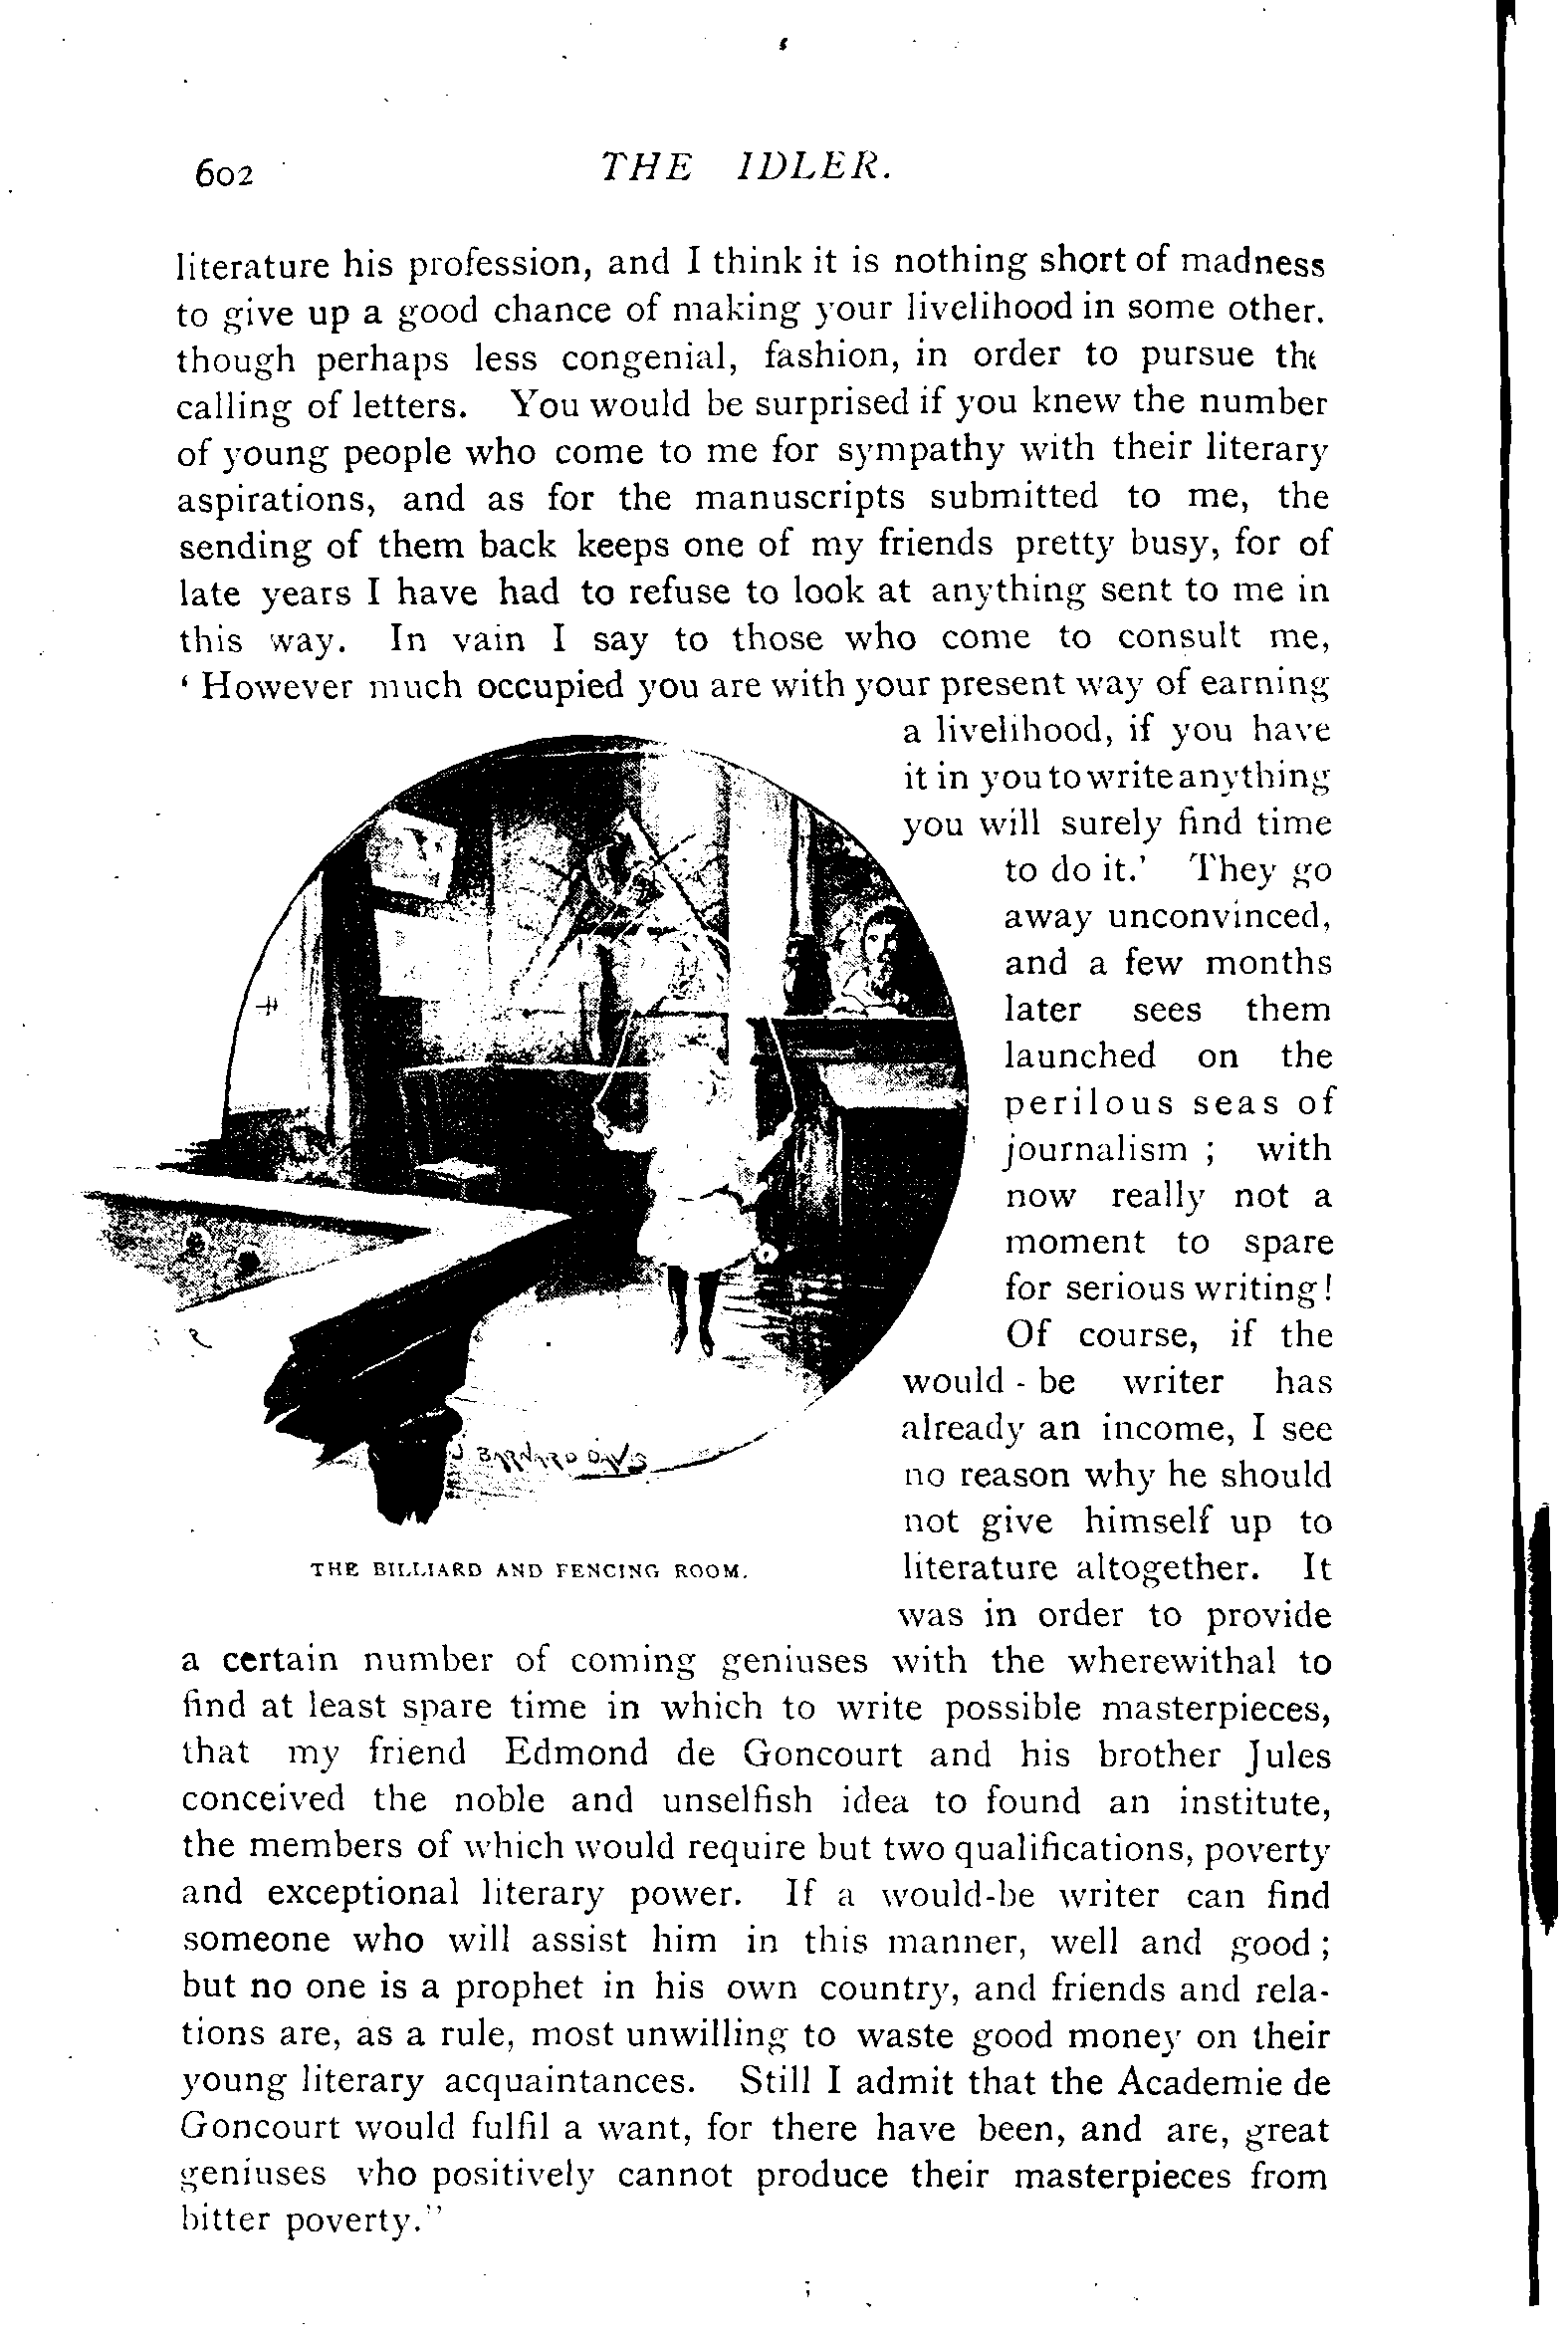 602 THE IDLER.
literature his profession, and I think it is nothing short of madness
to give up a good chance of making your livelihood in some other.
though perhaps less congenial, fashion, in order to pursue the
calling of letters. You would be surprised if you knew the number
of young people who come to me for sympathy with their literary
aspirations, and as for the manuscripts submitted to me, the
sending of them back keeps one of my friends pretty busy, for of
late years I have had to refuse to look at anything sent to me in
this way. In vain I say to those who come to consult me,
‘ However much occupied you are with your present way of earning
a livelihood, if you have
it in you to write anything
you will surely find time
to do it.’ They go
away unconvinced,
and a few months
later sees them
launched on the
perilous seas of
journalism ; with
now really not a
moment to spare
for serious writing!
Of course, if the
would - be writer has
already an income, I see
no reason why he should
not give himself up to
literature altogether. It
was in order to provide
J BARNARD DAVIS
THE BILLIARD AND FENCING ROOM.
a certain number of coming geniuses with the wherewithal to
find at least spare time in which to write possible masterpieces,
that my friend Edmond de Goncourt and his brother Jules
conceived the noble and unselfish idea to found an institute,
the members of which would require but two qualifications, poverty
and exceptional literary power. If a would-be writer can find
someone who will assist him in this manner, well and good ;
but no one is a prophet in his own country, and friends and rela-
tions are, as a rule, most unwilling to waste good money on their
young literary acquaintances. Still I admit that the Academie de
Goncourt would fulfil a want, for there have been, and are, great
geniuses who positively cannot produce their masterpieces from
bitter poverty.”